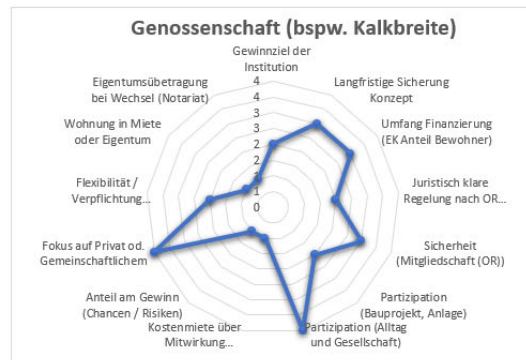 Genossenschaft (bspw. Kalkbreite)
Gewinnziel der
Institution
Eigentumsübetragung
bei Wechsel (Notariat)
Langfristige Sicherung
Konzept
Wohnung in Miete
oder Eigentum
Umfang Finanzierung
(EK Anteil Bewohner)
Flexibilität /
Verpflichtung...
Juristisch klare
Regelung nach OR...
Fokus auf Privat od.
Gemeinschaftlichem
Sicherheit
(Mitgliedschaft (OR))
Anteil am Gewinn
(Chancen / Risiken)
Partizipation
(Bauprojekt, Anlage)
Kostenmiete über
Mitwirkung...
Partizipation (Alltag
und Gesellschaft)
4
4
3
3
2
2
1
1
0